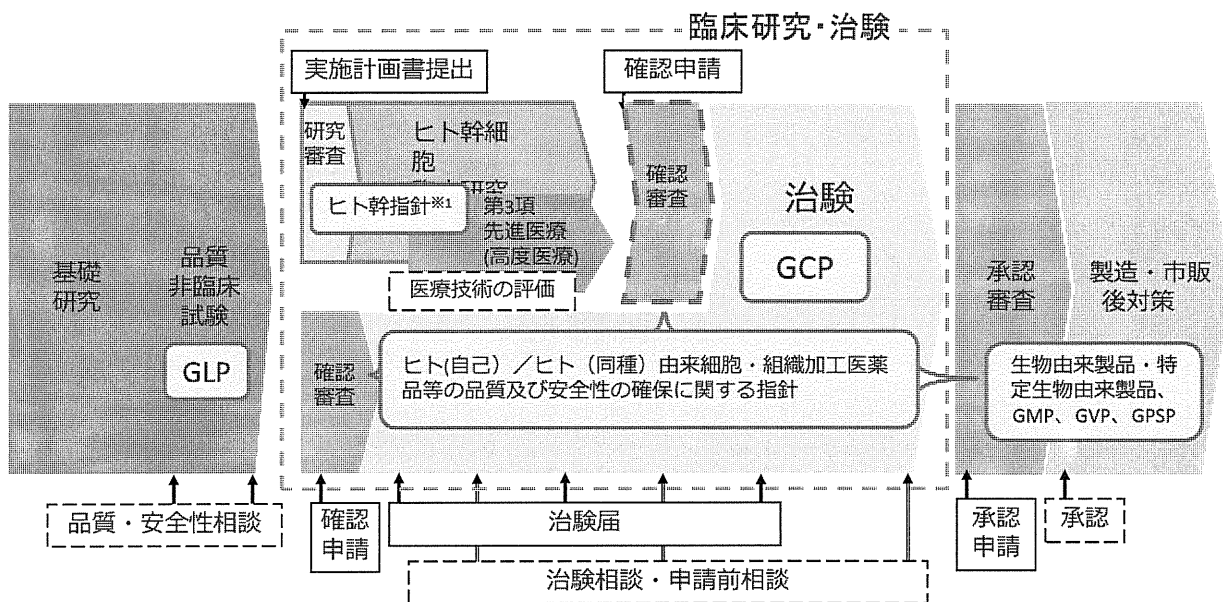 臨床研究・治験
実施計画書提出
確認申請
研究
審査
ヒト幹細
胞
ヒト幹指針※1
第3項
先進医療
(高度医療)
医療技術の評価
確認
審査
治験
GCP
基礎
研究
品質
非臨床
試験
GLP
確認
審査
ヒト(自己)／ヒト（同種）由来細胞・組織加工医薬
品等の品質及び安全性の確保に関する指針
承認
審査
製造・市販
後対策
生物由来製品・特
定生物由来製品、
GMP、GVP、GPSP
品質・安全性相談
確認
申請
治験届
治験相談・申請前相談
承認
申請
承認